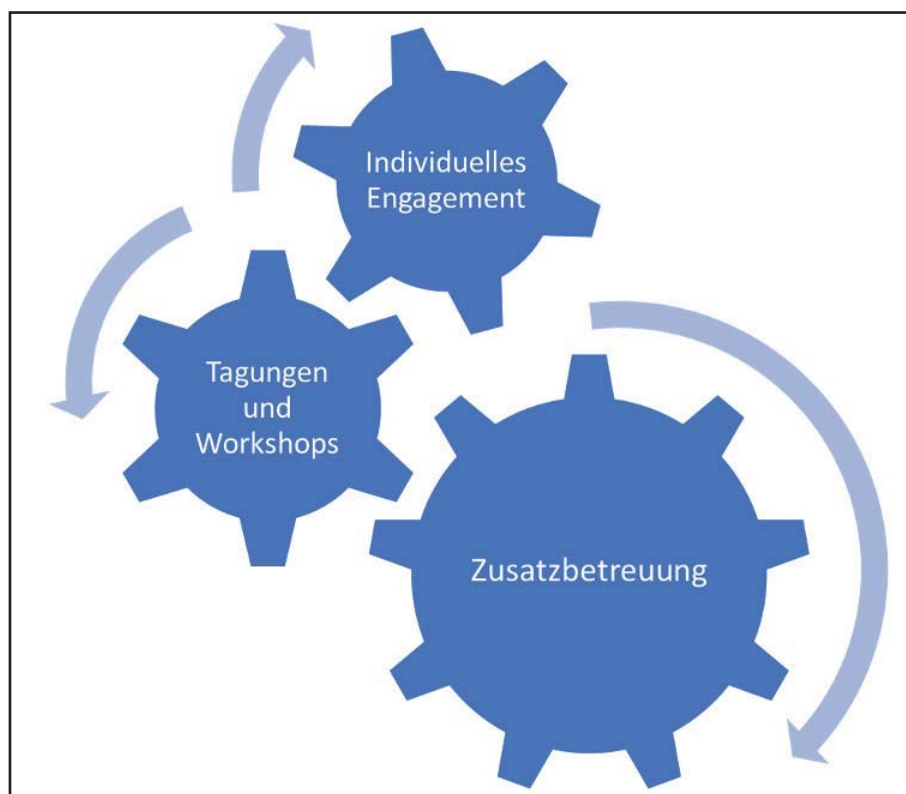 Individuelles
Engagement
Tagungen
und
Workshops
Zusatzbetreuung